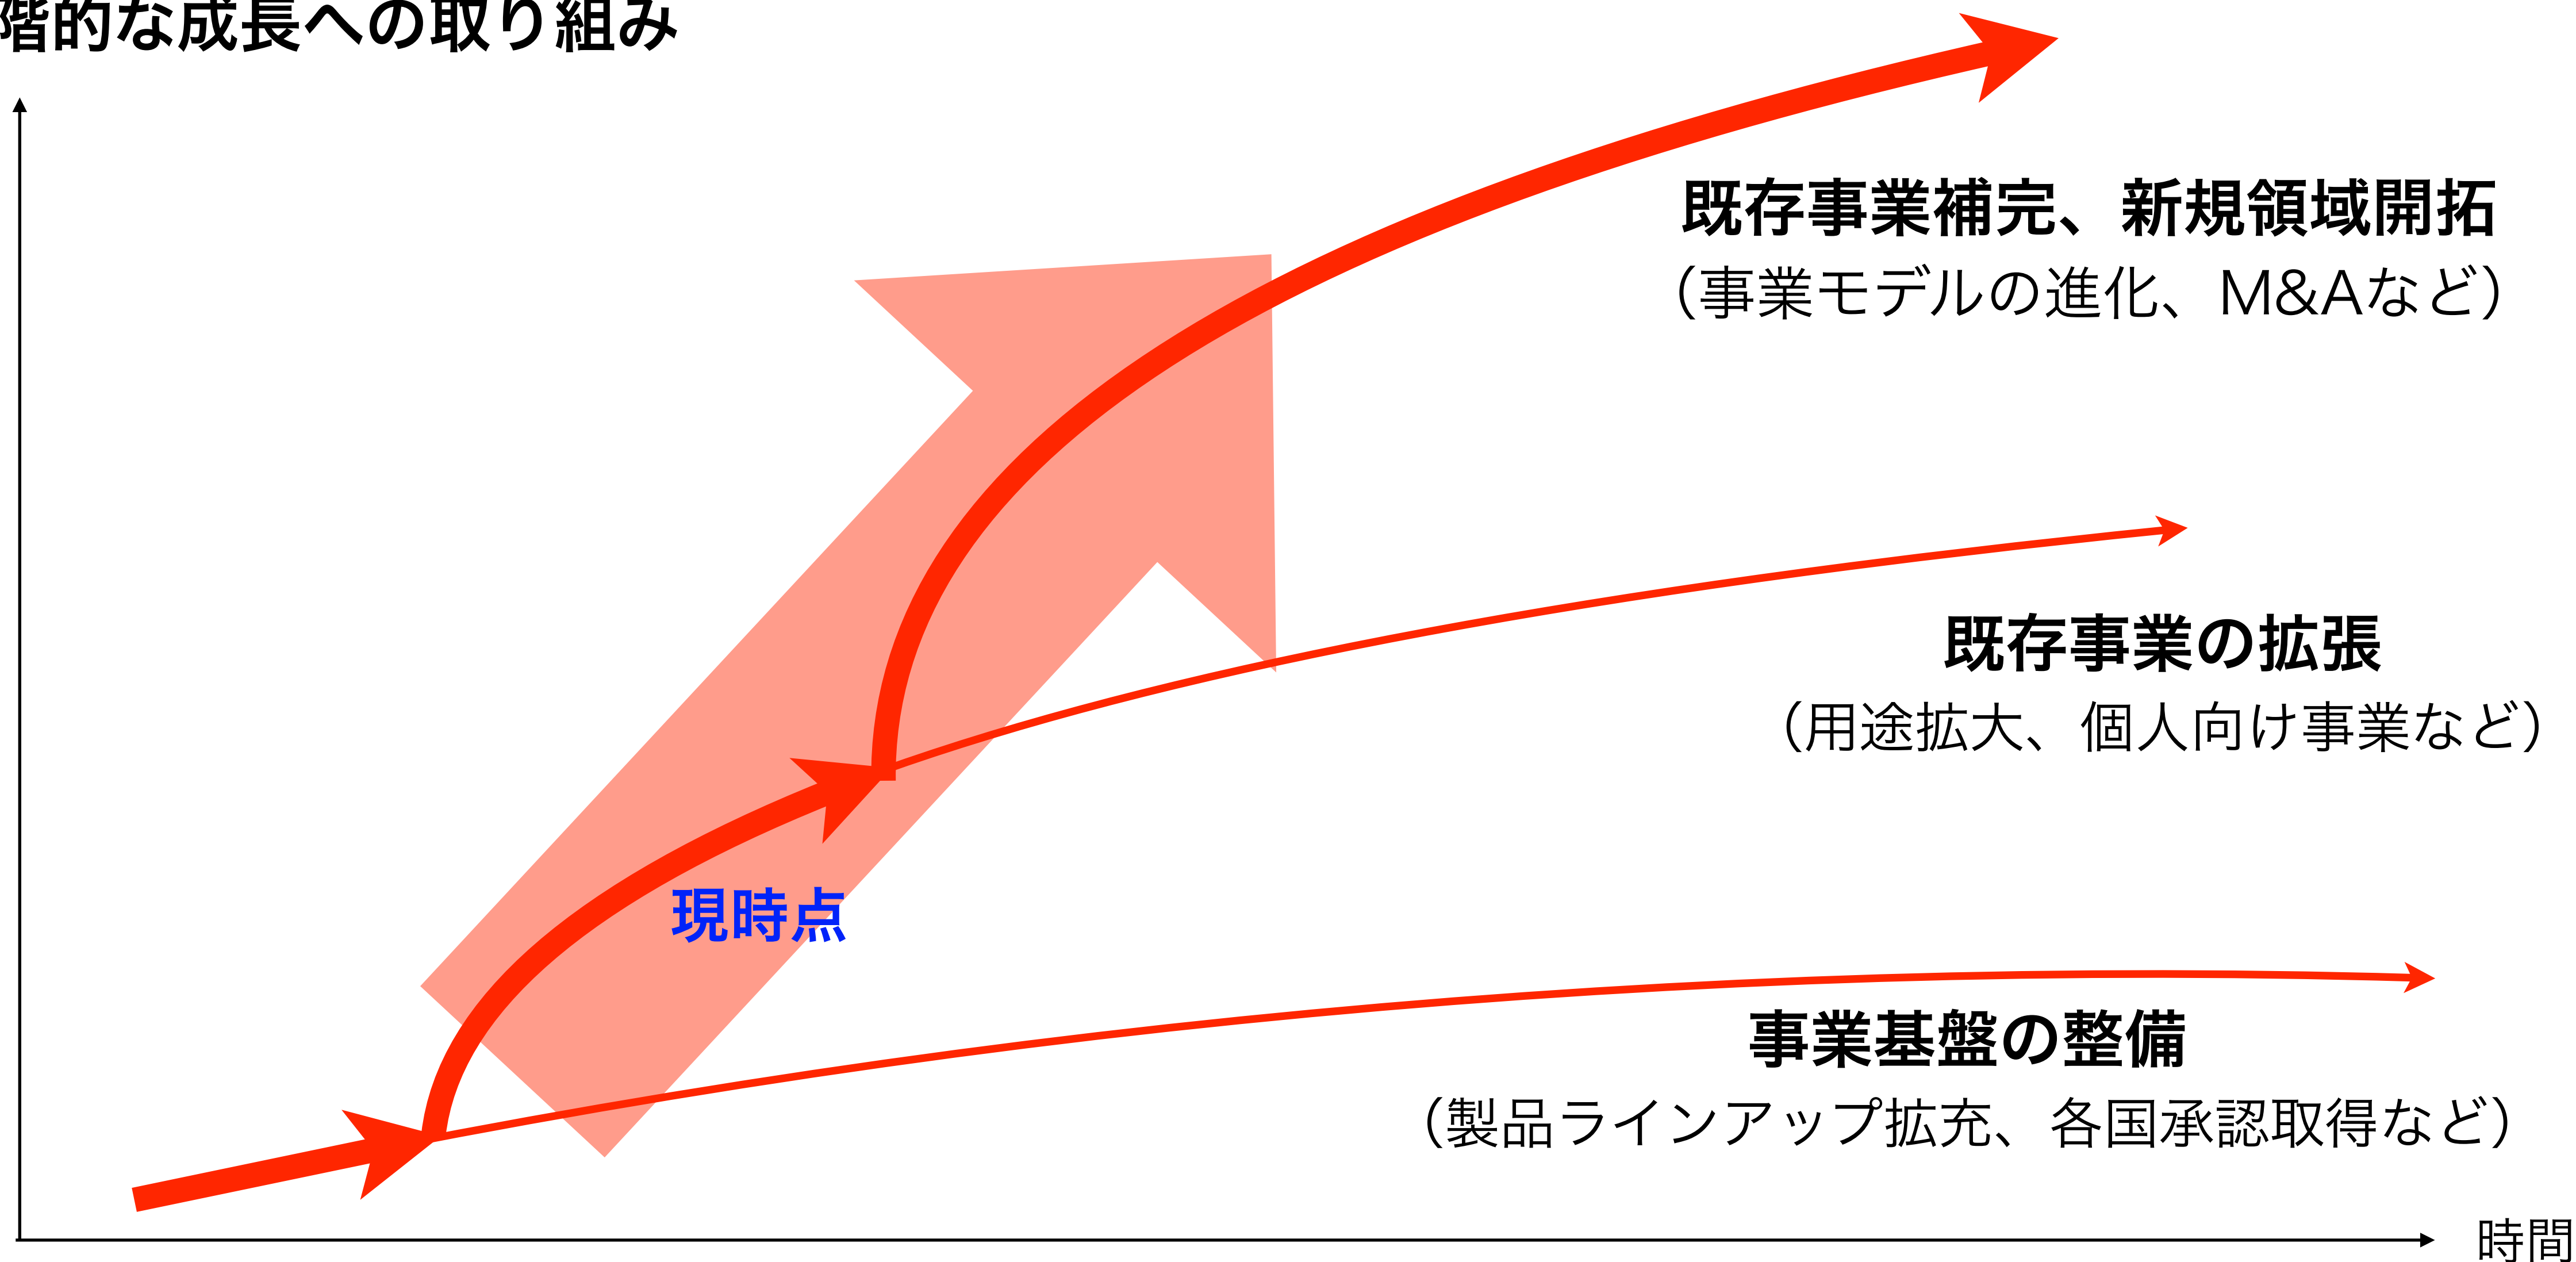 階的な成長への取り組み
既存事業補完、新規領域開拓
（事業モデルの進化、M&Aなど）
既存事業の拡張
（用途拡大、個人向け事業など）
現時点
事業基盤の整備
（製品ラインアップ拡充、各国承認取得など）
時間